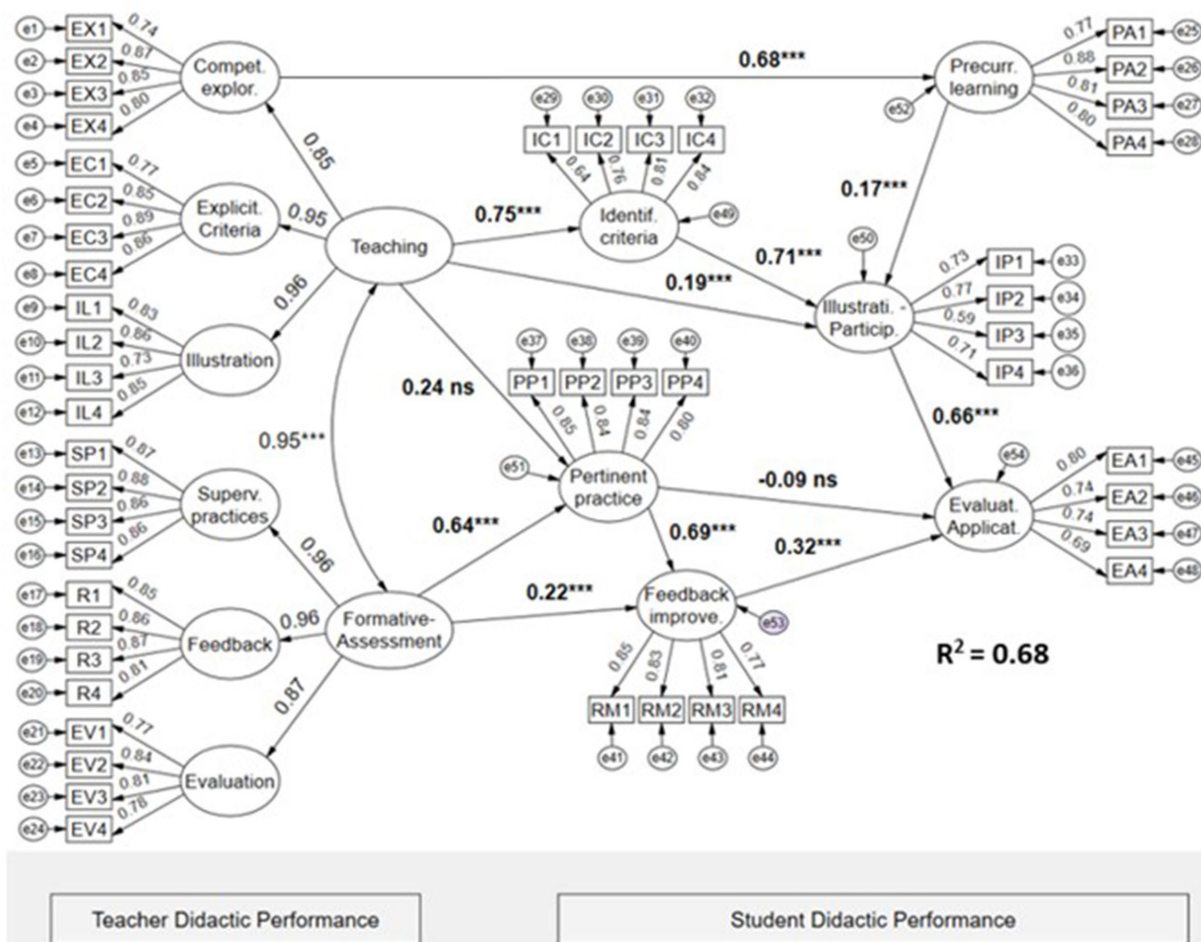 e1 EX1 0.74
e2 EX2 0.87
e3 EX3 0.85
e4 EX4 0.80
Compet.
explor.
0.68***
Precurr.
learning
e52
0.77 PA1 e25
0.88 PA2 e26
0.81 PA3 e27
0.80 PA4 e28
e29 e30 e31 e32
IC1 IC2 IC3 IC4
0.64 0.76 0.81 0.84
0.85
e5 EC1 0.77
e6 EC2 0.85
e7 EC3 0.89
e8 EC4 0.86
Explicit.
Criteria
0.95
Teaching
0.75***
Identif.
criteria
e49
0.17***
0.71***
0.19***
e50
Illustrati. -
Particip.
0.73 IP1 e33
0.77 IP2 e34
0.59 IP3 e35
0.71 IP4 e36
0.96
e9 IL1 0.83
e10 IL2 0.86
e11 IL3 0.73
e12 IL4 0.85
Illustration
0.24 ns
e37 e38 e39 e40
PP1 PP2 PP3 PP4
0.85 0.84 0.84 0.80
0.95***
0.66***
e13 SP1 0.87
e14 SP2 0.88
e15 SP3 0.86
e16 SP4 0.86
Superv.
practices
0.96
e51
Pertinent
practice
-0.09 ns
e54
Evaluat.
Applicat.
0.80 EA1 e45
0.74 EA2 e46
0.74 EA3 e47
0.69 EA4 e48
0.64***
0.69***
0.32***
e17 R1 0.85
e18 R2 0.86
e19 R3 0.87
e20 R4 0.81
Feedback
0.96
Formative-
Assessment
0.22***
Feedback
improve.
e53
R² = 0.68
0.87
0.85 0.83 0.81 0.77
RM1 RM2 RM3 RM4
e41 e42 e43 e44
e21 EV1 0.77
e22 EV2 0.84
e23 EV3 0.81
e24 EV4 0.78
Evaluation
Teacher Didactic Performance
Student Didactic Performance